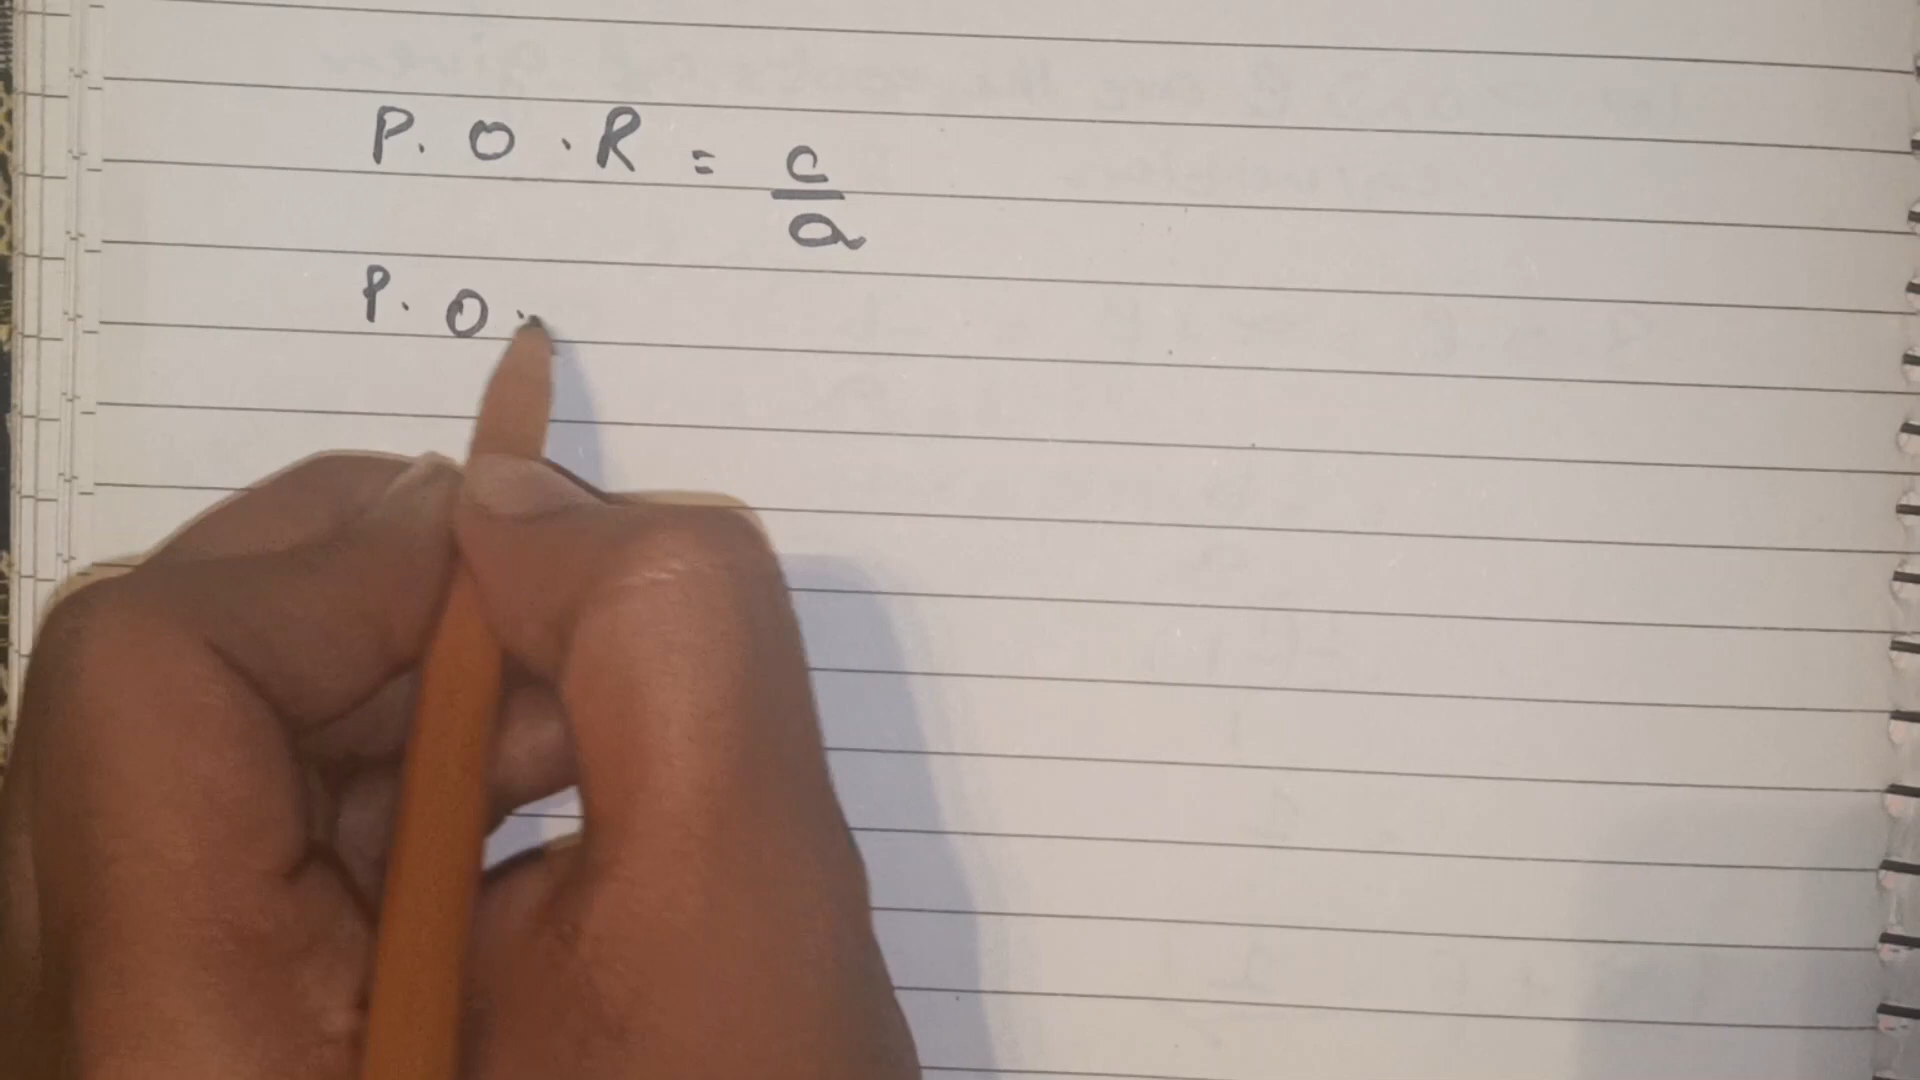 P. O . R = c/a
P. O .